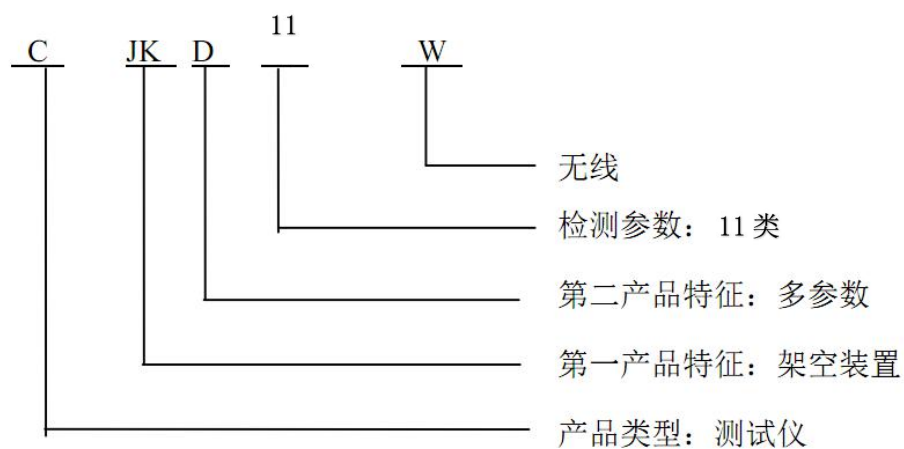 11
C JK D W
无线
检测参数：11 类
第二产品特征：多参数
第一产品特征：架空装置
产品类型：测试仪